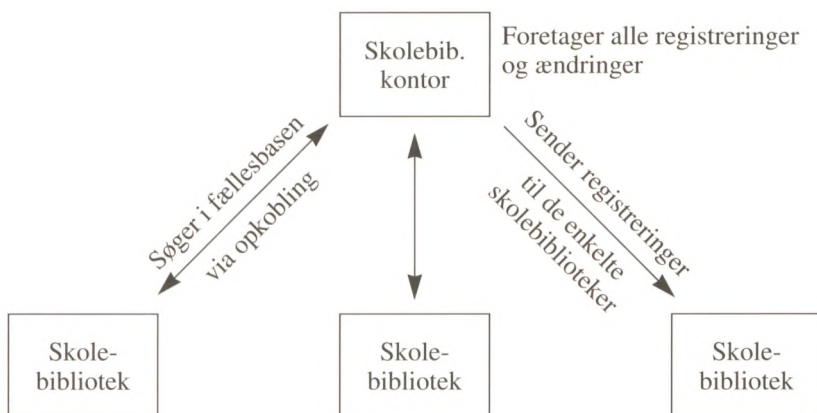 Skolebib.
kontor
Foretager alle registreringer
og ændringer
Søger i fællesbasen
via opkobling
Sender registreringer
til de enkelte
skolebiblioteker
Skole-
bibliotek
Skole-
bibliotek
Skole-
bibliotek